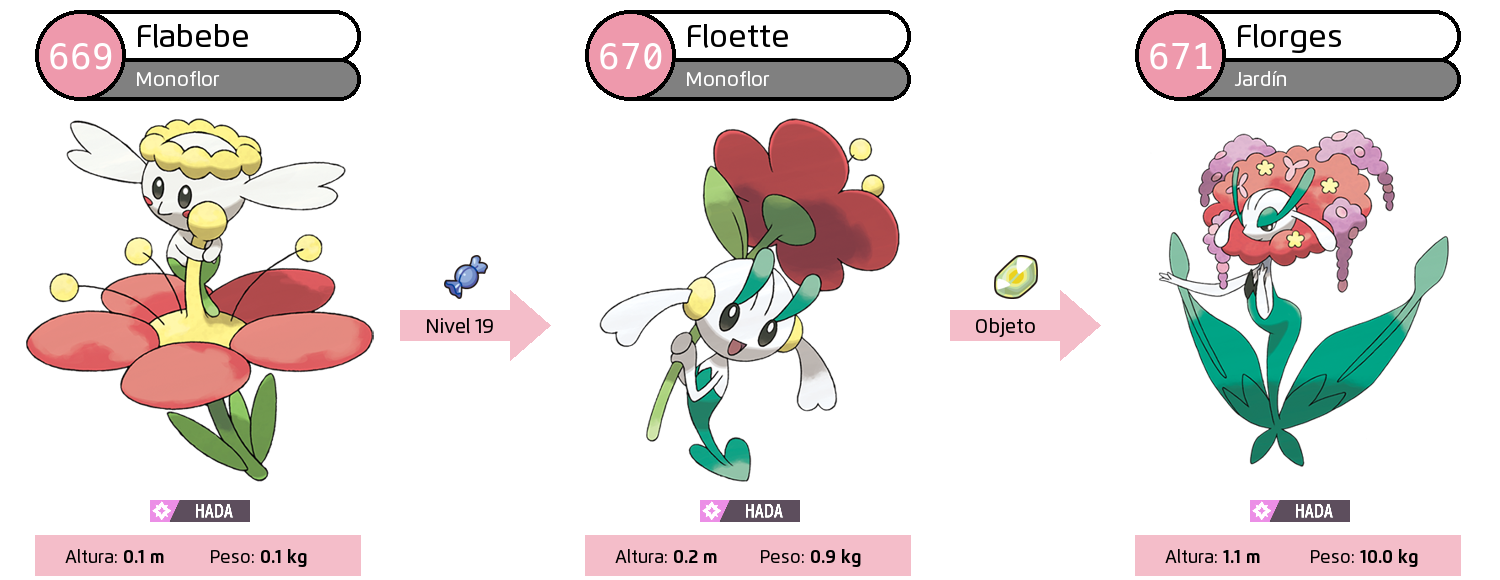 669
Flabebe
Monoflor
670
Floette
Monoflor
671
Florges
Jardín
Nivel 19
Objeto
HADA
HADA
HADA
Altura: 0.1 m Peso: 0.1 kg
Altura: 0.2 m Peso: 0.9 kg
Altura: 1.1 m Peso: 10.0 kg